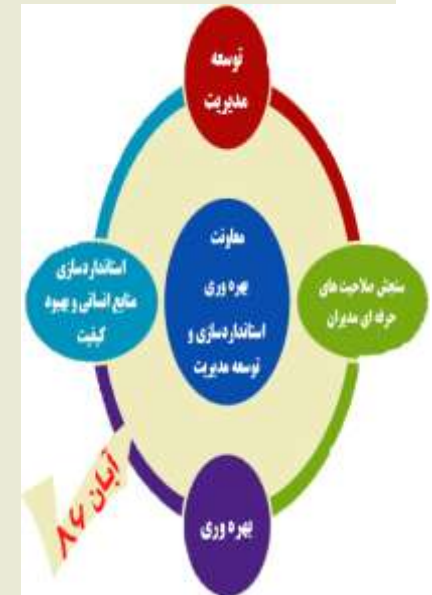 توسعه
مدیریت
معاونت
بهره وری
استانداردسازی و
توسعه مدیریت
سنجش صلاحیت های
حرفه ای مدیران
استانداردسازی
منابع انسانی و بهبود
کیفیت
بهره وری
آبان ۸۶